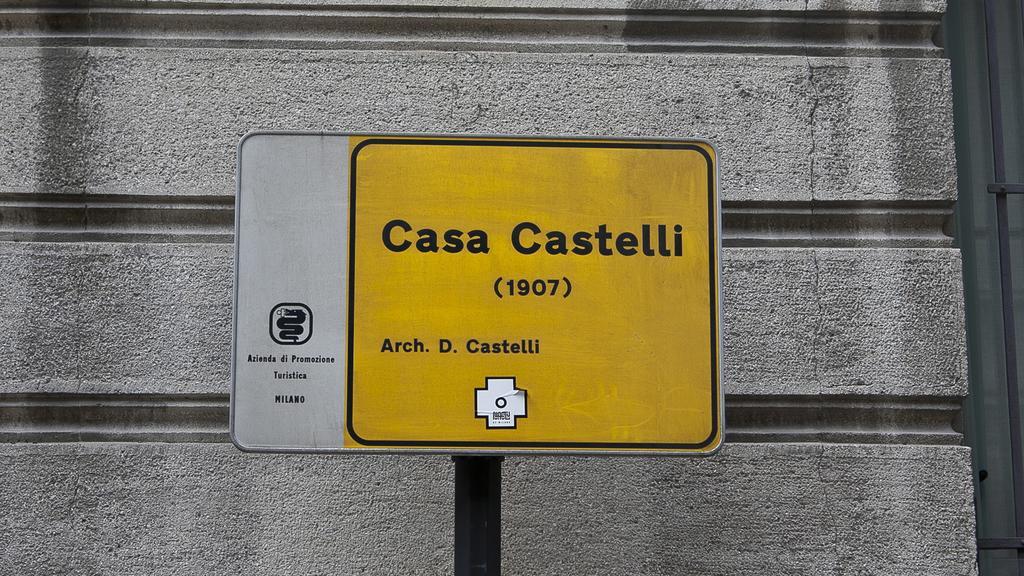 Azienda di Promozione
Turistica
MILANO
Casa Castelli
(1907)
Arch. D. Castelli